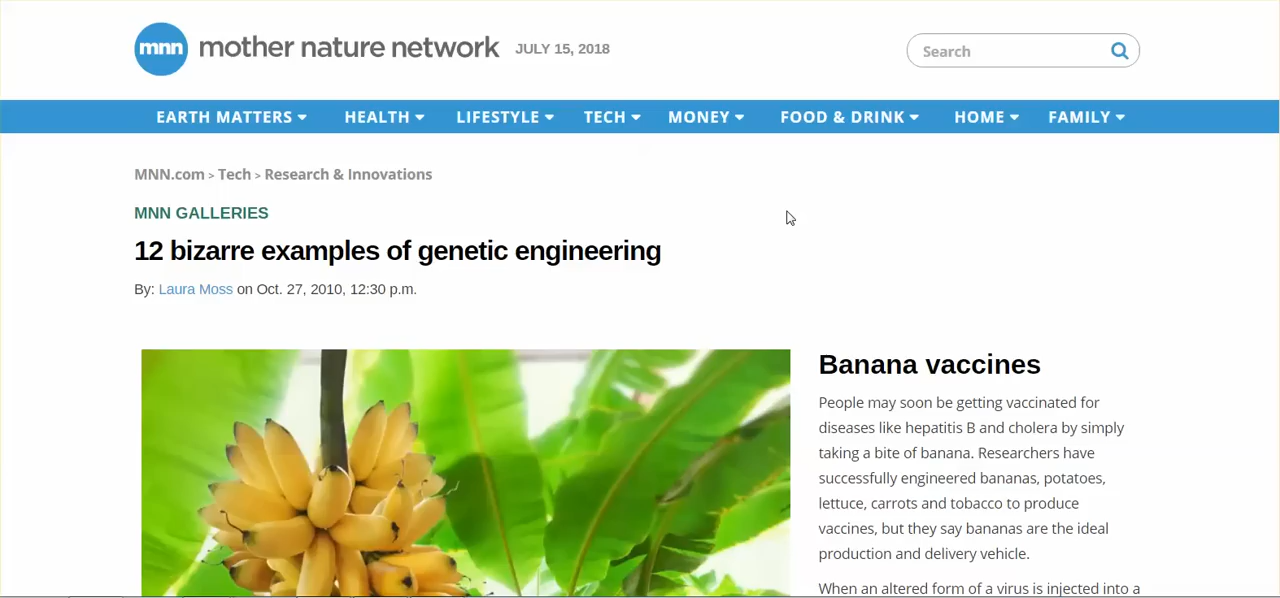 mnn mother nature network JULY 15, 2018
Search
EARTH MATTERS HEALTH LIFESTYLE TECH MONEY FOOD & DRINK HOME FAMILY
MNN.com > Tech > Research & Innovations
MNN GALLERIES
12 bizarre examples of genetic engineering
By: Laura Moss on Oct. 27, 2010, 12:30 p.m.
Banana vaccines
People may soon be getting vaccinated for
diseases like hepatitis B and cholera by simply
taking a bite of banana. Researchers have
successfully engineered bananas, potatoes,
lettuce, carrots and tobacco to produce
vaccines, but they say bananas are the ideal
production and delivery vehicle.
When an altered form of a virus is injected into a